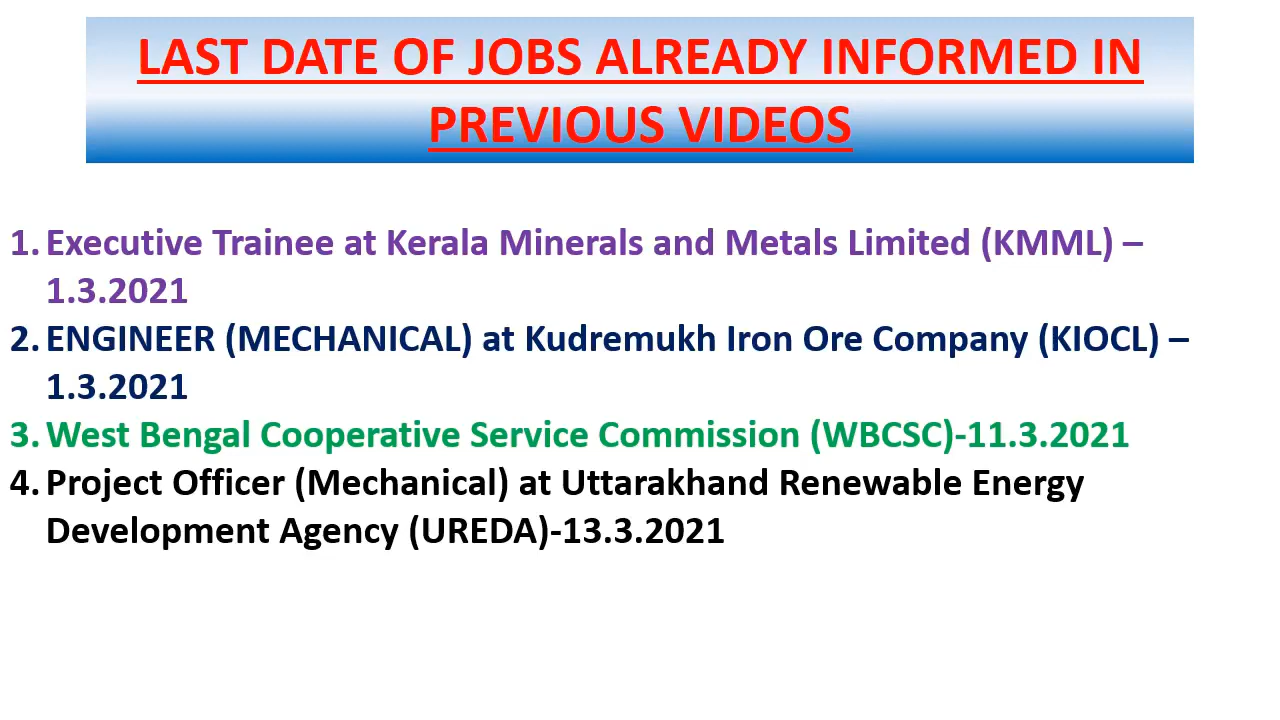 LAST DATE OF JOBS ALREADY INFORMED IN
PREVIOUS VIDEOS
1. Executive Trainee at Kerala Minerals and Metals Limited (KMML) –
1.3.2021
2. ENGINEER (MECHANICAL) at Kudremukh Iron Ore Company (KIOCL) –
1.3.2021
3. West Bengal Cooperative Service Commission (WBCSC)-11.3.2021
4. Project Officer (Mechanical) at Uttarakhand Renewable Energy
Development Agency (UREDA)-13.3.2021